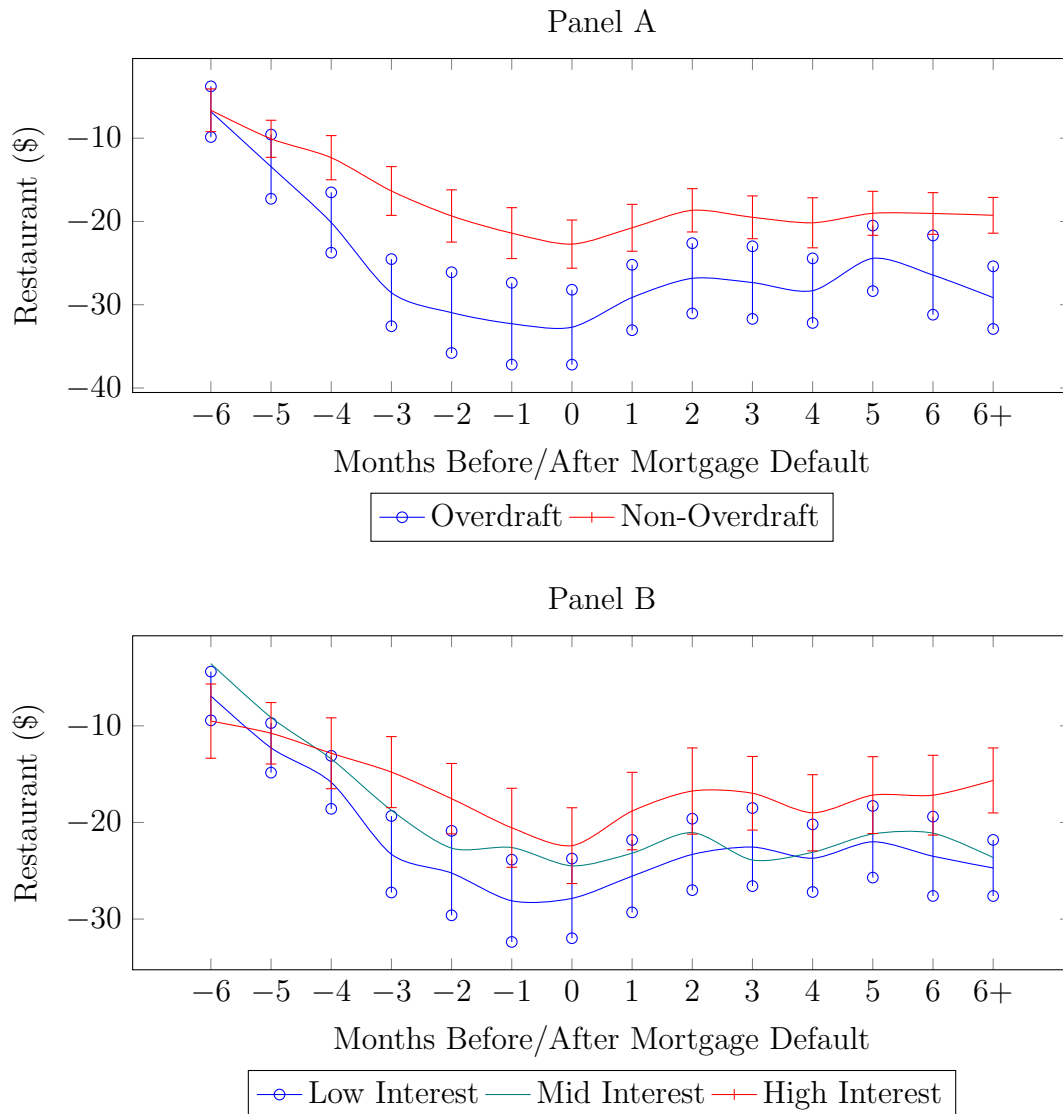 Panel A
Restaurant ($)
−10
−20
−30
−40
−6 −5 −4 −3 −2 −1 0 1 2 3 4 5 6 6+
Months Before/After Mortgage Default
Overdraft Non-Overdraft
Panel B
Restaurant ($)
−10
−20
−30
−6 −5 −4 −3 −2 −1 0 1 2 3 4 5 6 6+
Months Before/After Mortgage Default
Low Interest Mid Interest High Interest